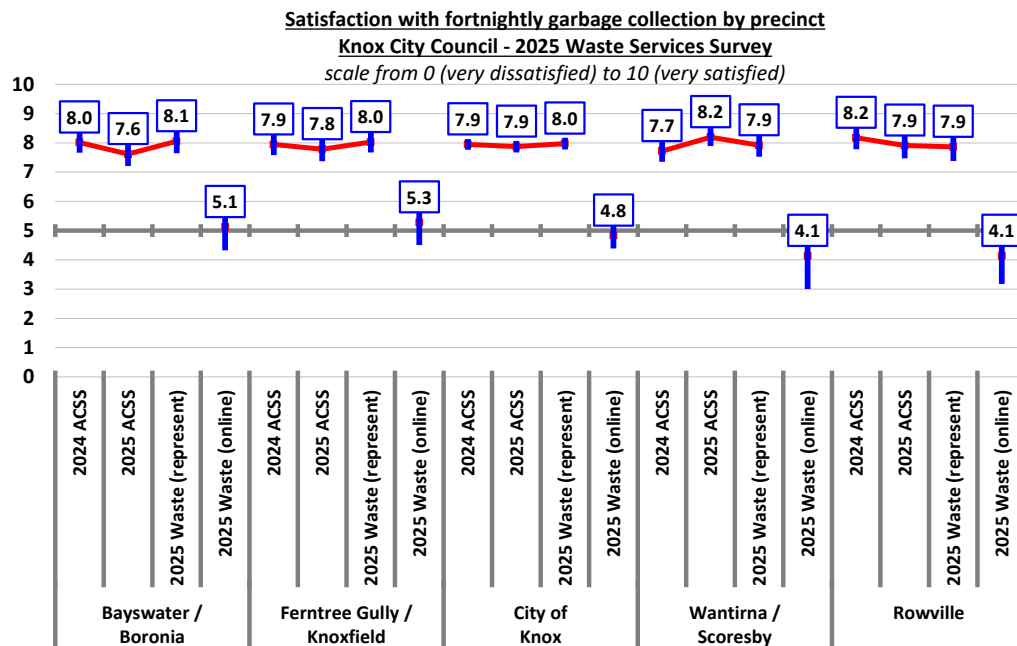 Satisfaction with fortnightly garbage collection by precinct
Knox City Council - 2025 Waste Services Survey
scale from 0 (very dissatisfied) to 10 (very satisfied)
10
9
8
7
6
5
4
3
2
1
0
8.0
7.6
8.1
5.1
7.9
7.8
8.0
5.3
7.9
7.9
8.0
4.8
7.7
8.2
7.9
4.1
8.2
7.9
7.9
4.1
2024 ACSS
2025 ACSS
2025 Waste (represent)
2025 Waste (online)
2024 ACSS
2025 ACSS
2025 Waste (represent)
2025 Waste (online)
2024 ACSS
2025 ACSS
2025 Waste (represent)
2025 Waste (online)
2024 ACSS
2025 ACSS
2025 Waste (represent)
2025 Waste (online)
2024 ACSS
2025 ACSS
2025 Waste (represent)
2025 Waste (online)
Bayswater /
Boronia
Ferntree Gully /
Knoxfield
City of
Knox
Wantirna /
Scoresby
Rowville